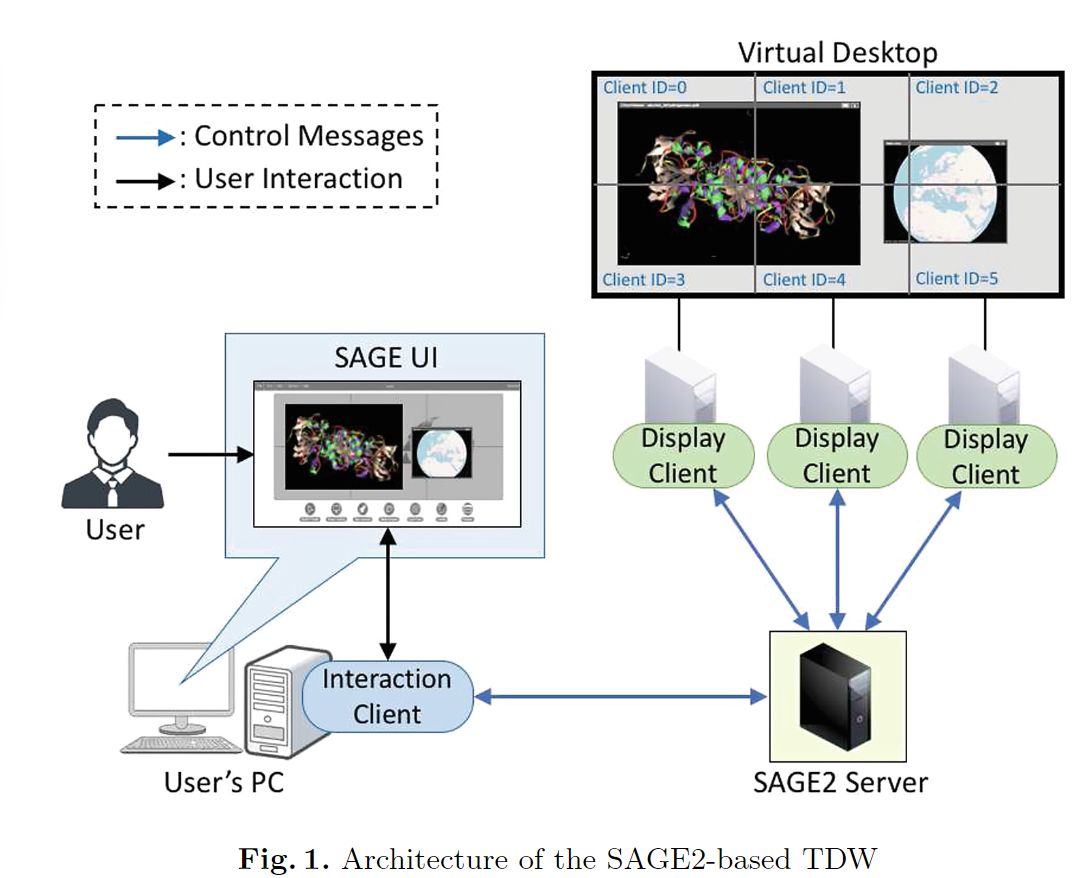 Virtual Desktop
Client ID=0
Client ID=1
Client ID=2
: Control Messages
: User Interaction
Client ID=3
Client ID=4
Client ID=5
SAGE UI
Display
Client
Display
Client
Display
Client
User
Interaction
Client
User’s PC
SAGE2 Server
Fig. 1. Architecture of the SAGE2-based TDW